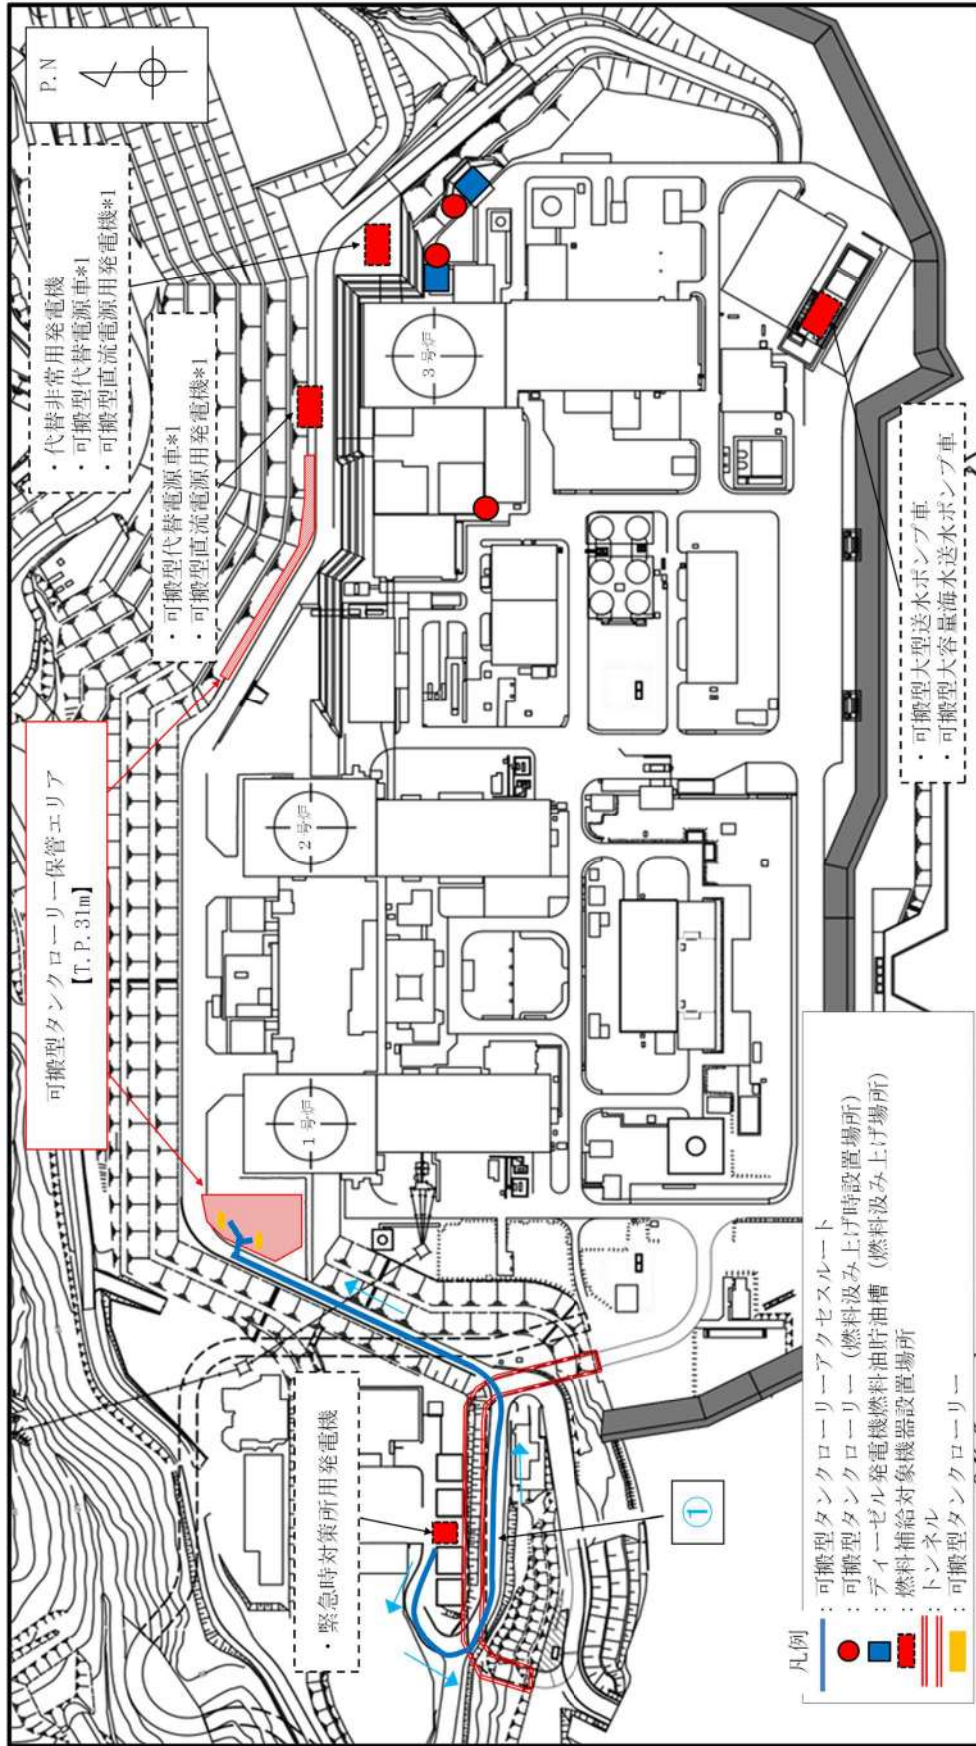 P.N
・代替非常用発電機
・可搬型代替電源車*1
・可搬型直流電源用発電機*1
・可搬型代替電源車*1
・可搬型直流電源用発電機*1
可搬型タンクローリー保管エリア
【T.P.31m】
・緊急時対策所用発電機
1号炉
2号炉
3号炉
①
・可搬型大型送水ポンプ車
・可搬型大容量海水送水ポンプ車
凡例
：可搬型タンクローリーアクセスルート
：可搬型タンクローリー（燃料汲み上げ時設置場所）
：ディーゼル発電機燃料油貯油槽（燃料汲み上げ場所）
：燃料補給対象機器設置場所
：トンネル
：可搬型タンクローリー